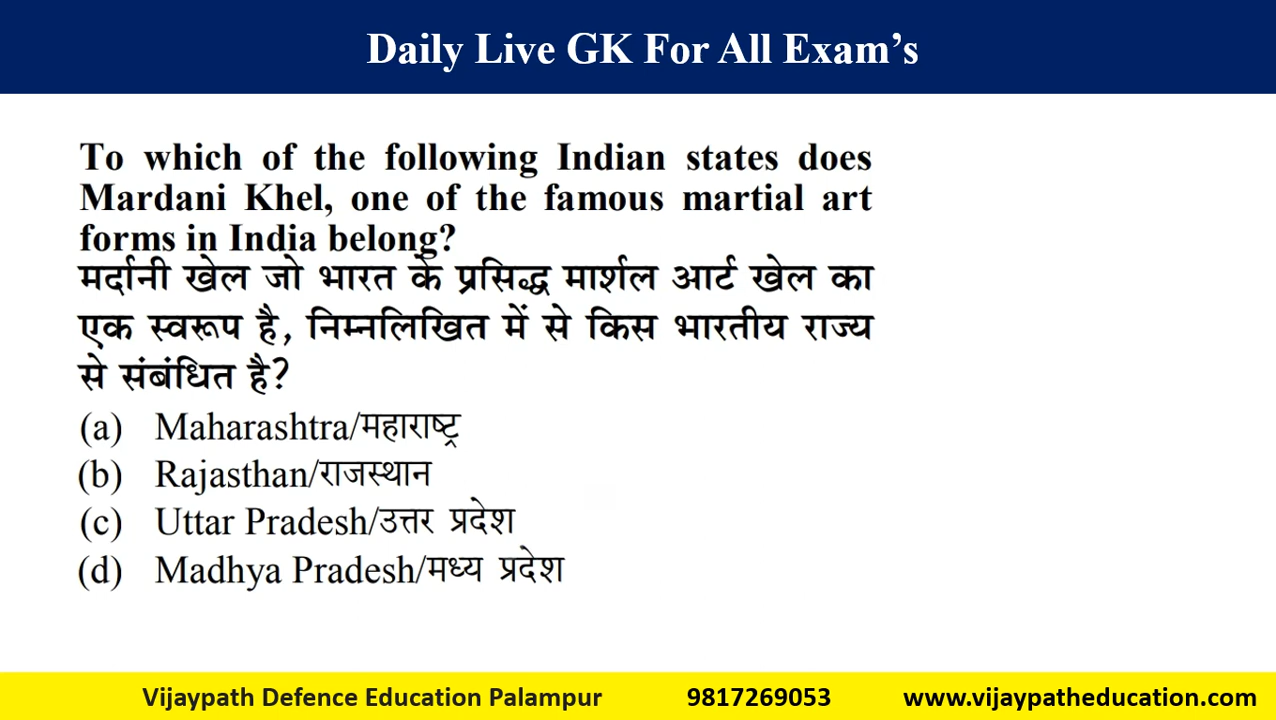 Daily Live GK For All Exam’s
To which of the following Indian states does
Mardani Khel, one of the famous martial art
forms in India belong?
मर्दानी खेल जो भारत के प्रसिद्ध मार्शल आर्ट खेल का
एक स्वरूप है, निम्नलिखित में से किस भारतीय राज्य
से संबंधित है?
(a) Maharashtra/महाराष्ट्र
(b) Rajasthan/राजस्थान
(c) Uttar Pradesh/उत्तर प्रदेश
(d) Madhya Pradesh/मध्य प्रदेश
Vijaypath Defence Education Palampur 9817269053 www.vijaypatheducation.com